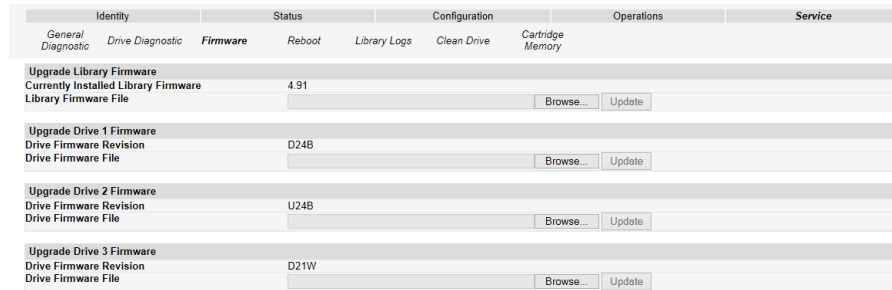 Identity Status Configuration Operations Service
General Diagnostic Drive Diagnostic Firmware Reboot Library Logs Clean Drive Cartridge Memory
Upgrade Library Firmware
Currently Installed Library Firmware 4.91
Library Firmware File Browse... Update
Upgrade Drive 1 Firmware
Drive Firmware Revision D24B
Drive Firmware File Browse... Update
Upgrade Drive 2 Firmware
Drive Firmware Revision U24B
Drive Firmware File Browse... Update
Upgrade Drive 3 Firmware
Drive Firmware Revision D21W
Drive Firmware File Browse... Update